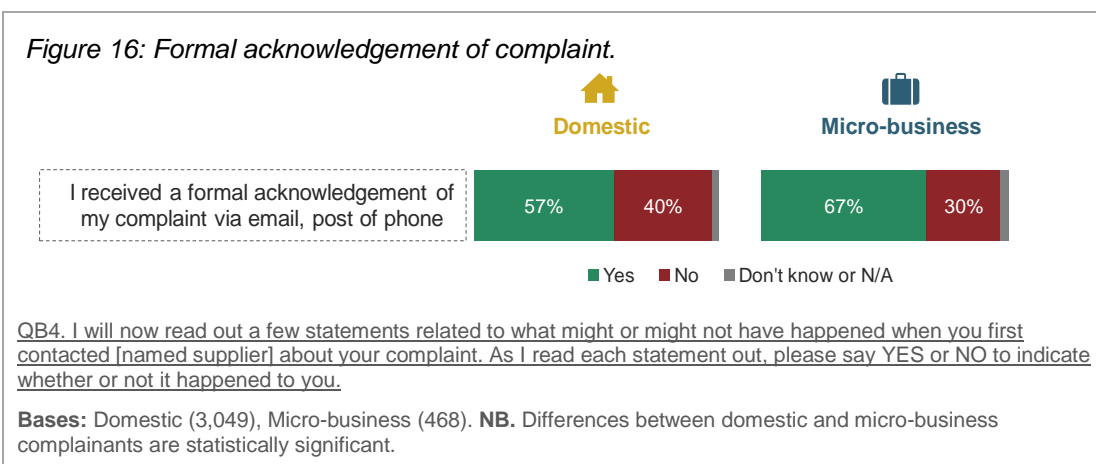 Figure 16: Formal acknowledgement of complaint.
Domestic
Micro-business
I received a formal acknowledgement of
my complaint via email, post of phone
57%
40%
67%
30%
Yes
No
Don't know or N/A
QB4. I will now read out a few statements related to what might or might not have happened when you first
contacted [named supplier] about your complaint. As I read each statement out, please say YES or NO to indicate
whether or not it happened to you.
Bases: Domestic (3,049), Micro-business (468). NB. Differences between domestic and micro-business
complainants are statistically significant.